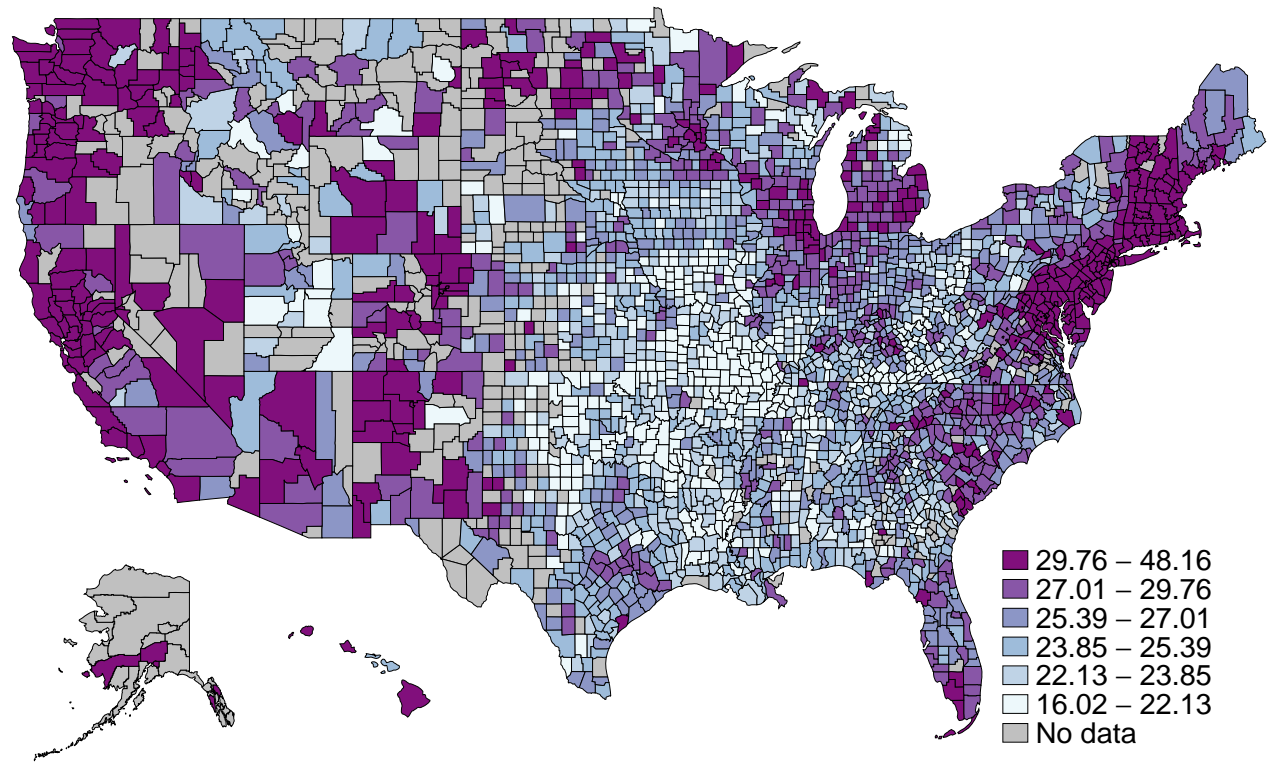 29.76 – 48.16
27.01 – 29.76
25.39 – 27.01
23.85 – 25.39
22.13 – 23.85
16.02 – 22.13
No data